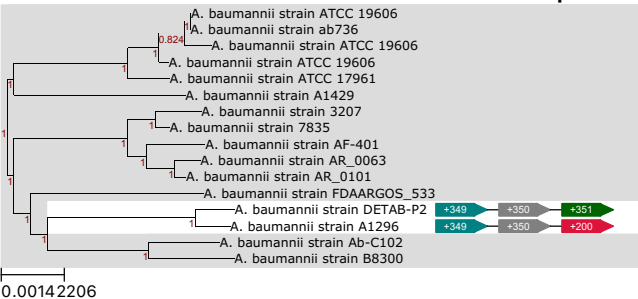 A. baumannii strain ATCC 19606
1 A. baumannii strain ab736
0.824 A. baumannii strain ATCC 19606
1 A. baumannii strain ATCC 19606
1 A. baumannii strain ATCC 17961
1 A. baumannii strain A1429
A. baumannii strain 3207
1 1 A. baumannii strain 7835
1 A. baumannii strain AF-401
1 A. baumannii strain AR_0063
1 1 A. baumannii strain AR_0101
A. baumannii strain FDAARGOS_533
1 A. baumannii strain DETAB-P2 +349 +350 +351
1 A. baumannii strain A1296 +349 +350 +200
1 A. baumannii strain Ab-C102
1 A. baumannii strain B8300
0.00142206